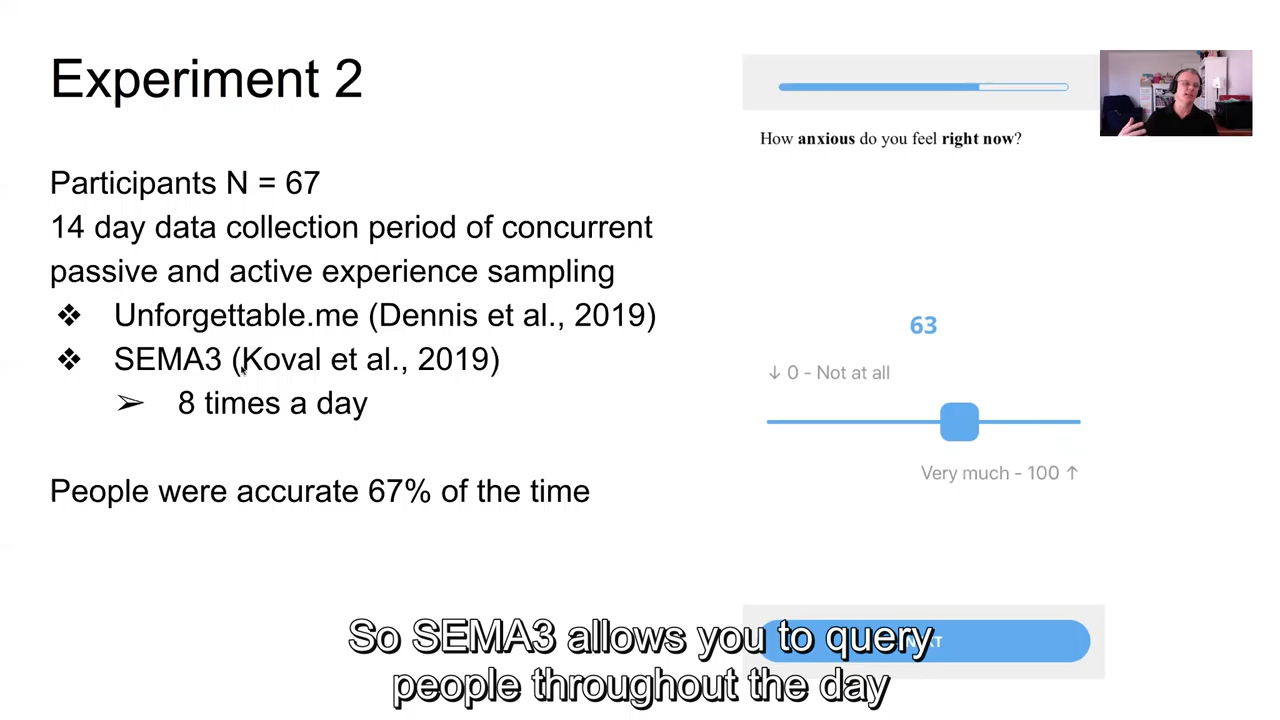 Experiment 2
Participants N = 67
14 day data collection period of concurrent
passive and active experience sampling
❖ Unforgettable.me (Dennis et al., 2019)
❖ SEMA3 (Koval et al., 2019)
➢ 8 times a day
People were accurate 67% of the time
How anxious do you feel right now?
63
↓ 0 - Not at all
Very much - 100 ↑
So SEMA3 allows you to query
people throughout the day